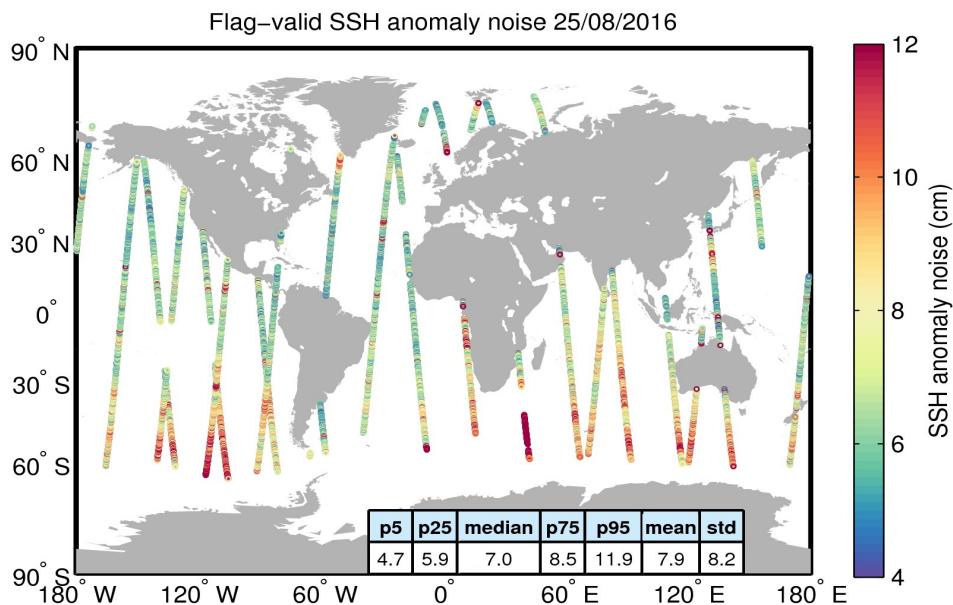 Flag−valid SSH anomaly noise 25/08/2016
90° N
60° N
30° N
0°
30° S
60° S
90° S
180° W
120° W
60° W
0°
60° E
120° E
180° E
p5 p25 median p75 p95 mean std
4.7 5.9 7.0 8.5 11.9 7.9 8.2
12
10
8
6
4
SSH anomaly noise (cm)